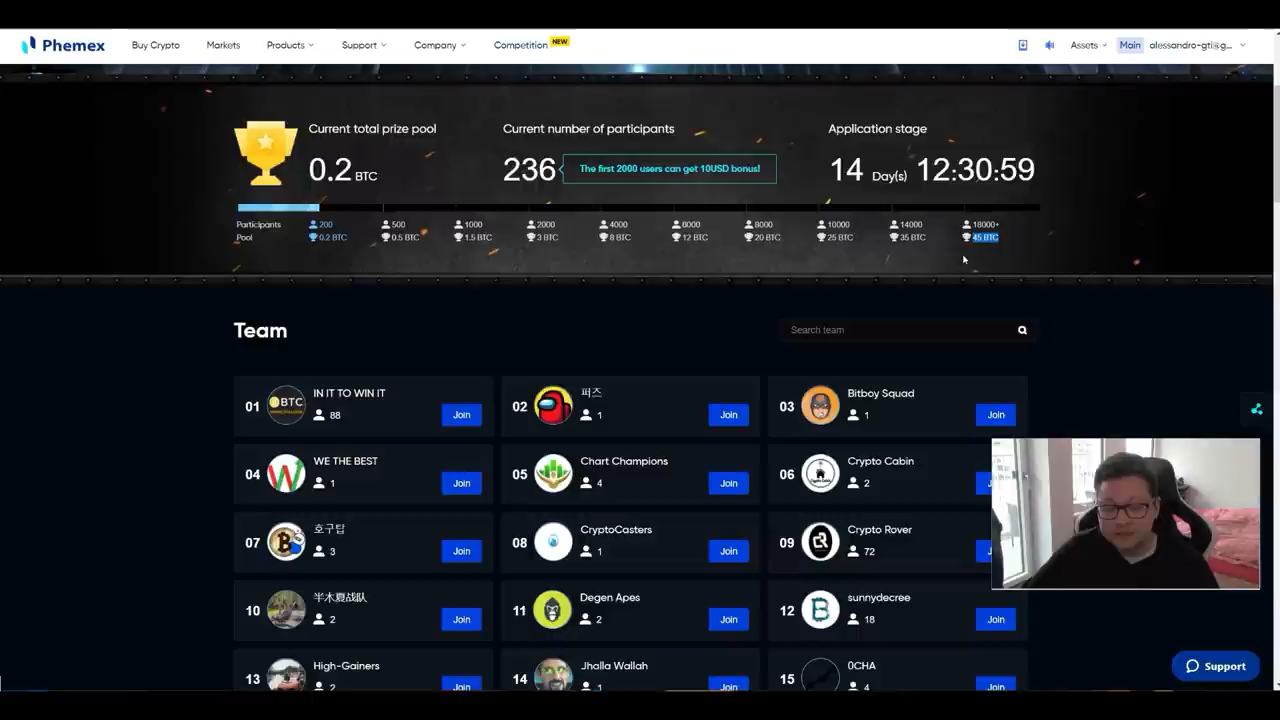 Phemex
Buy Crypto
Markets
Products
Support
Company
Competition NEW
Assets
Main
alessandro-gti@g...
Current total prize pool
0.2 BTC
Current number of participants
236
The first 2000 users can get 10USD bonus!
Application stage
14 Day(s) 12:30:59
Participants 200 500 1000 2000 4000 6000 8000 10000 14000 18000+
Pool 0.2 BTC 0.5 BTC 1.5 BTC 3 BTC 8 BTC 12 BTC 20 BTC 25 BTC 35 BTC 45 BTC
Team
Search team
01 BTC IN IT TO WIN IT
88
Join
02 퍼즈
1
Join
03 Bitboy Squad
1
Join
04 WE THE BEST
1
Join
05 Chart Champions
4
Join
06 Crypto Cabin
2
07 호구탑
3
Join
08 CryptoCasters
1
Join
09 Crypto Rover
72
10 半木夏战队
2
Join
11 Degen Apes
2
Join
12 sunnydecree
18
Join
13 High-Gainers
2
Join
14 Jhalla Wallah
1
Join
15 0CHA
4
Join
Support